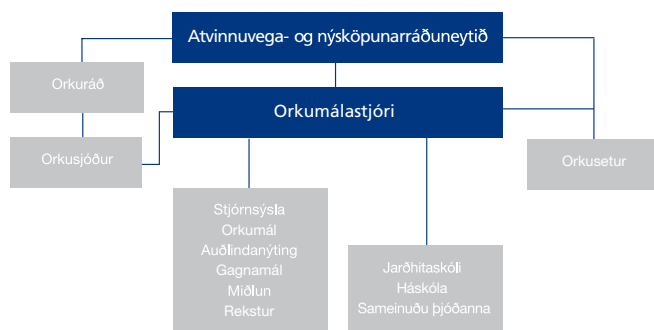 Atvinnuvega- og nýsköpunarráðuneytið
Orkuráð
Orkumálastjóri
Orkusjóður
Orkusetur
Stjórnsýsla
Orkumál
Auðlindanýting
Gagnamál
Miðlun
Rekstur
Jarðhitaskóli
Háskóla
Sameinuðu þjóðanna